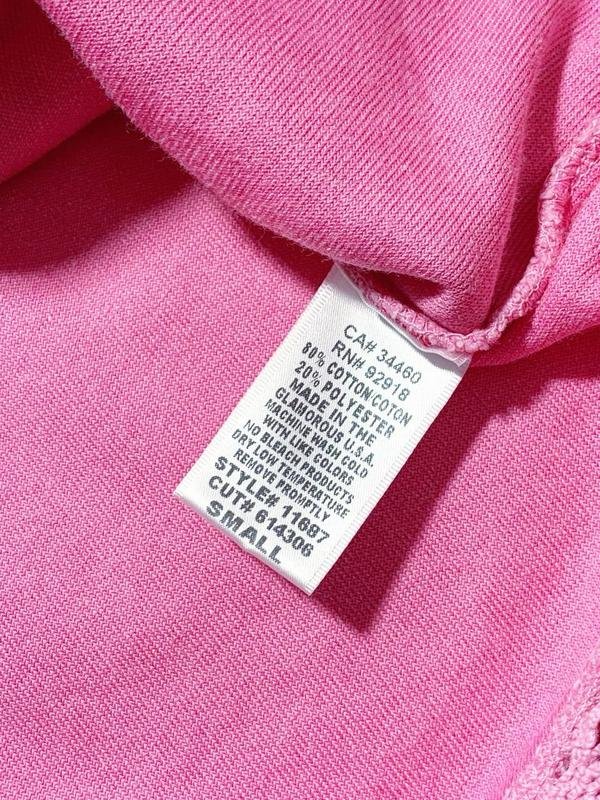 CA# 34460
RN# 92918
80% COTTON/COTON
20% POLYESTER
MADE IN THE
GLAMOROUS U.S.A.
MACHINE WASH COLD
WITH LIKE COLORS
NO BLEACH PRODUCTS
DRY LOW TEMPERATURE
REMOVE PROMPTLY
STYLE# 11687
CUT# 614306
SMALL